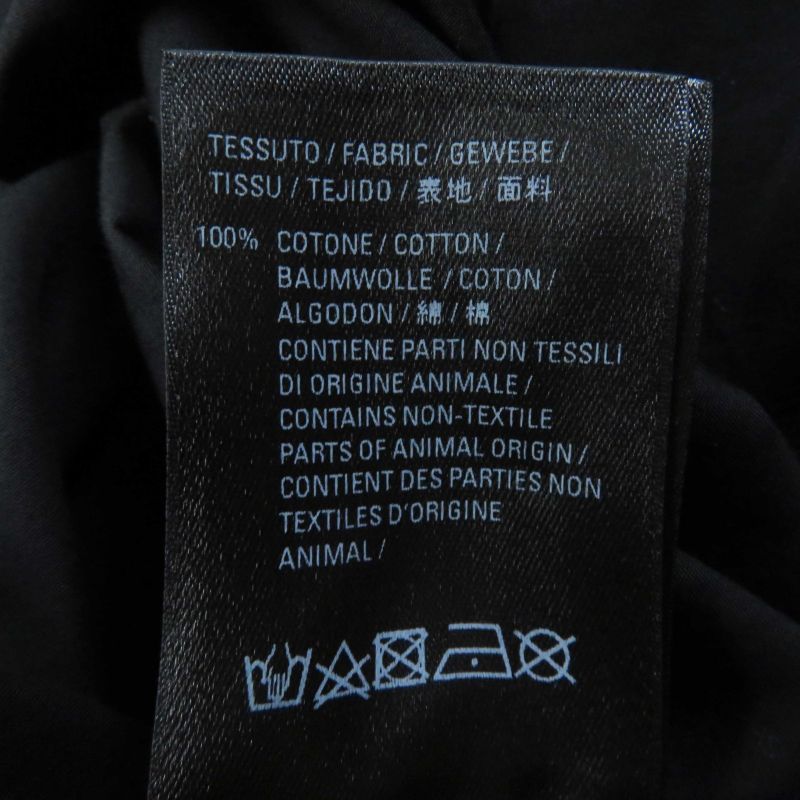 TESSUTO / FABRIC / GEWEBE /
TISSU / TEJIDO / 表地 / 面料
100% COTONE / COTTON /
BAUMWOLLE / COTON /
ALGODON / 綿 / 棉
CONTIENE PARTI NON TESSILI
DI ORIGINE ANIMALE /
CONTAINS NON-TEXTILE
PARTS OF ANIMAL ORIGIN /
CONTIENT DES PARTIES NON
TEXTILES D'ORIGINE
ANIMAL /